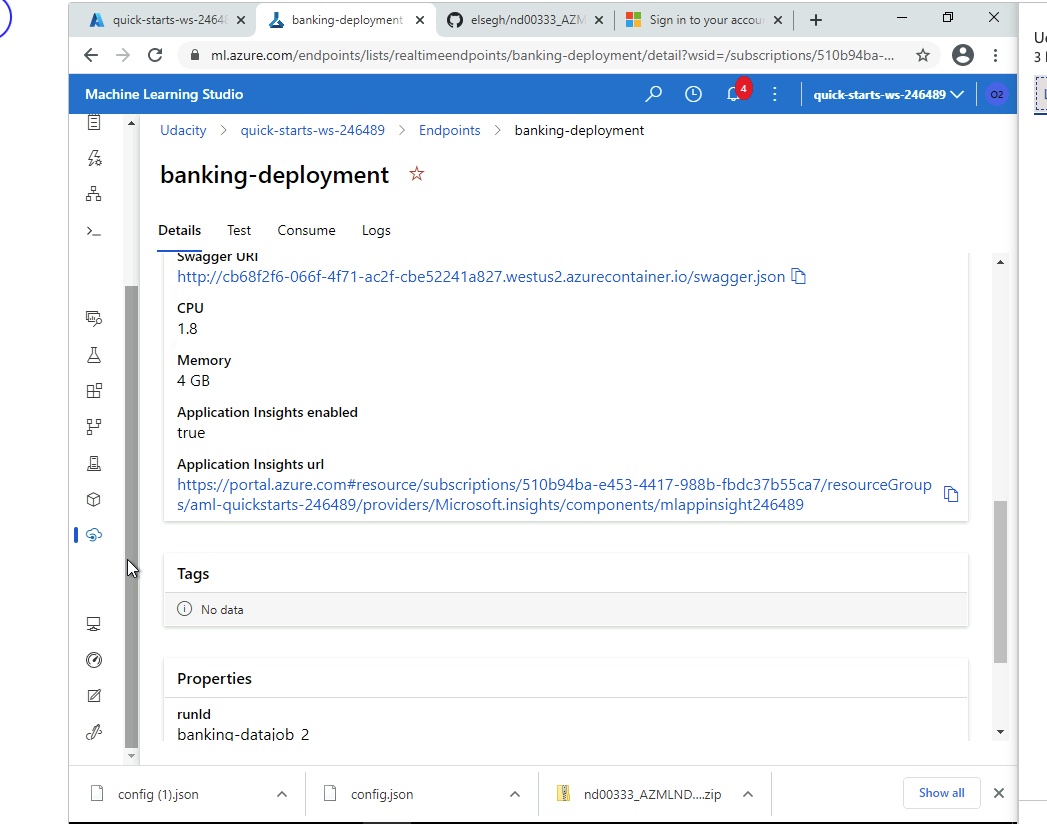 quick-starts-ws-2464
banking-deployment
elsegh/nd00333_AZM
Sign in to your accou
ml.azure.com/endpoints/lists/realtimeendpoints/banking-deployment/detail?wsid=/subscriptions/510b94ba-...
Machine Learning Studio
4
quick-starts-ws-246489
O2
Udacity > quick-starts-ws-246489 > Endpoints > banking-deployment
banking-deployment
Details
Test
Consume
Logs
Swagger URI
http://cb68f2f6-066f-4f71-ac2f-cbe52241a827.westus2.azurecontainer.io/swagger.json
CPU
1.8
Memory
4 GB
Application Insights enabled
true
Application Insights url
https://portal.azure.com#resource/subscriptions/510b94ba-e453-4417-988b-fbdc37b55ca7/resourceGroup
s/aml-quickstarts-246489/providers/Microsoft.insights/components/mlappinsight246489
Tags
No data
Properties
runId
banking-datajob_2
config (1).json
config.json
nd00333_AZMLND....zip
Show all